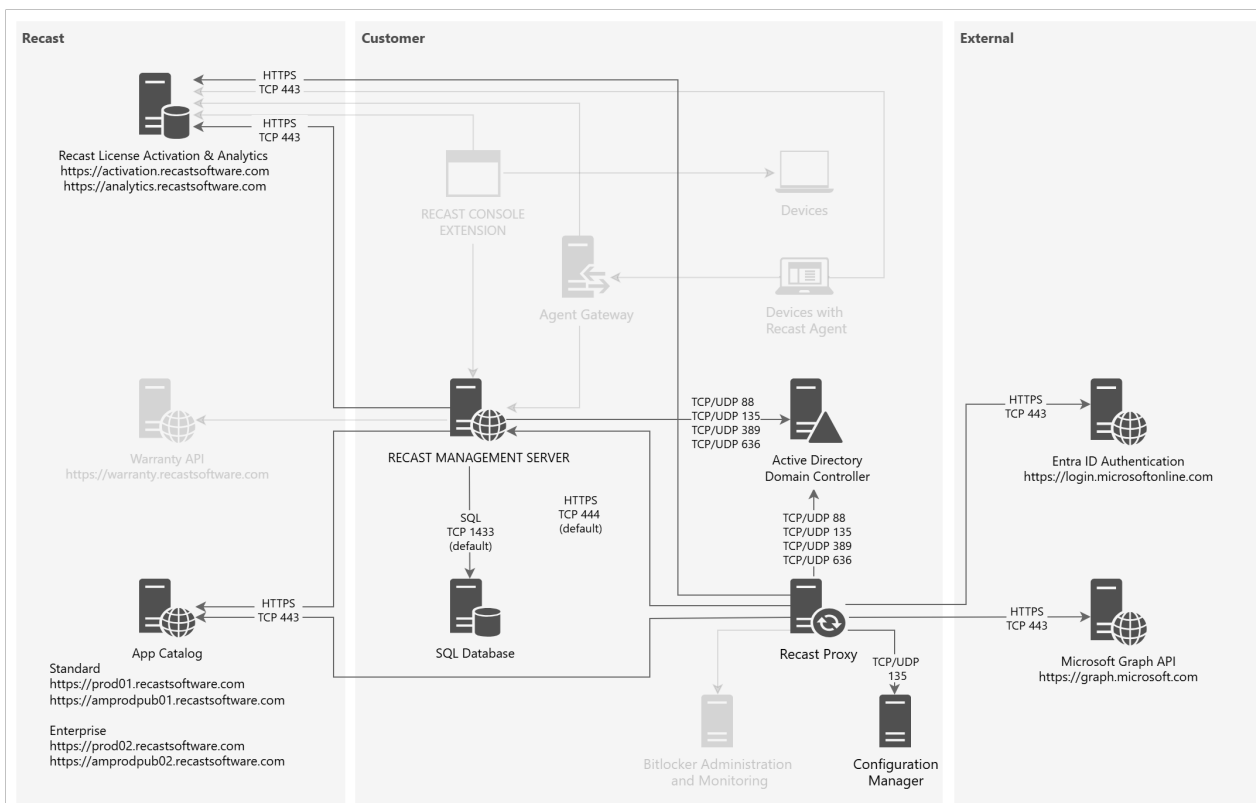 Recast
Customer
External
HTTPS
TCP 443
HTTPS
TCP 443
Recast License Activation & Analytics
https://activation.recastsoftware.com
https://analytics.recastsoftware.com
RECAST CONSOLE
EXTENSION
Devices
Agent Gateway
Devices with
Recast Agent
Warranty API
https://warranty.recastsoftware.com
RECAST MANAGEMENT SERVER
TCP/UDP 88
TCP/UDP 135
TCP/UDP 389
TCP/UDP 636
Active Directory
Domain Controller
HTTPS
TCP 443
Entra ID Authentication
https://login.microsoftonline.com
SQL
TCP 1433
(default)
HTTPS
TCP 444
(default)
TCP/UDP 88
TCP/UDP 135
TCP/UDP 389
TCP/UDP 636
HTTPS
TCP 443
App Catalog
Standard
https://prod01.recastsoftware.com
https://amprodpub01.recastsoftware.com
Enterprise
https://prod02.recastsoftware.com
https://amprodpub02.recastsoftware.com
SQL Database
Recast Proxy
TCP/UDP
135
HTTPS
TCP 443
Microsoft Graph API
https://graph.microsoft.com
Bitlocker Administration
and Monitoring
Configuration
Manager